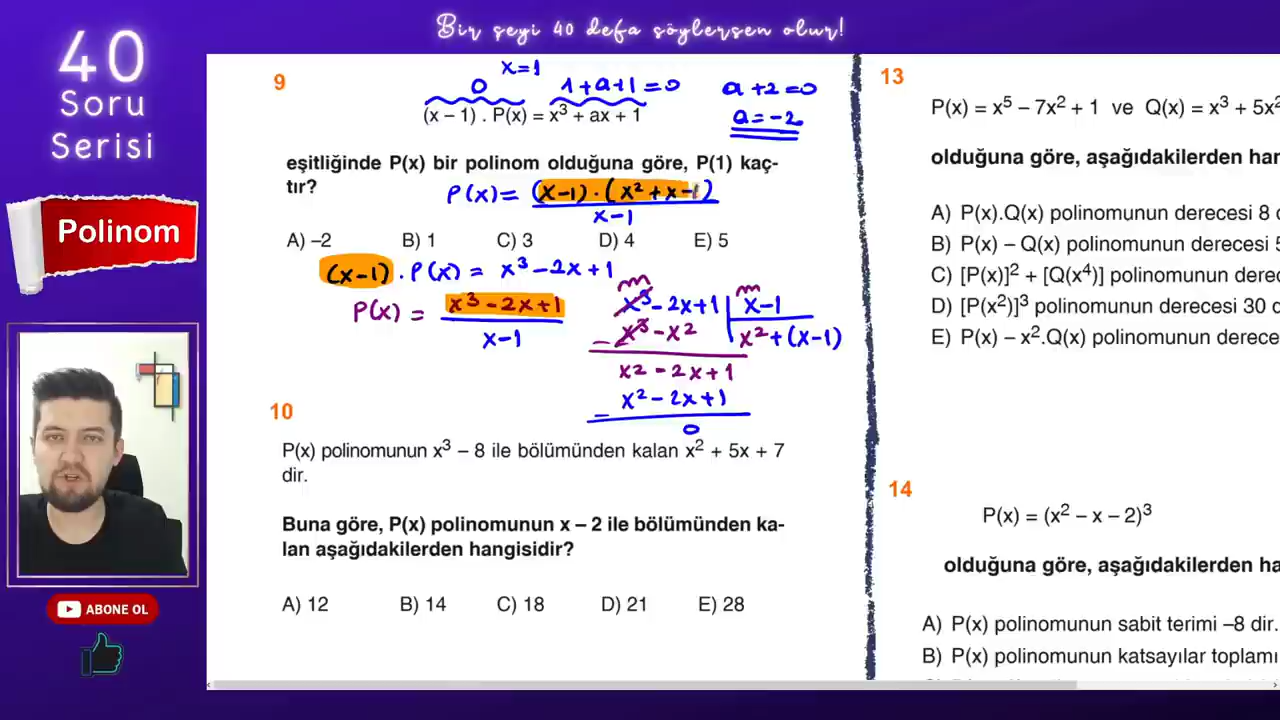 Bir şeyi 40 defa söylersen olur!
40
Soru
Serisi
Polinom
ABONE OL
9
x=1
0
1+a+1=0
a+2=0
a=-2
(x – 1) . P(x) = x³ + ax + 1
eşitliğinde P(x) bir polinom olduğuna göre, P(1) kaç-
tır?
P(x) = (x-1).(x²+x-1)
x-1
A) –2 B) 1 C) 3 D) 4 E) 5
(x-1).P(x) = x³-2x+1
P(x) = x³-2x+1
x-1
x³-2x+1 x-1
- x³-x² x²+(x-1)
x²-2x+1
- x²-2x+1
0
10
P(x) polinomunun x³ – 8 ile bölümünden kalan x² + 5x + 7
dir.
Buna göre, P(x) polinomunun x – 2 ile bölümünden ka-
lan aşağıdakilerden hangisidir?
A) 12 B) 14 C) 18 D) 21 E) 28
13
P(x) = x⁵ – 7x² + 1 ve Q(x) = x³ + 5x²
olduğuna göre, aşağıdakilerden han
A) P(x).Q(x) polinomunun derecesi 8
B) P(x) – Q(x) polinomunun derecesi 5
C) [P(x)]² + [Q(x⁴)] polinomunun derec
D) [P(x²)]³ polinomunun derecesi 30
E) P(x) – x².Q(x) polinomunun derece
14
P(x) = (x² – x – 2)³
olduğuna göre, aşağıdakilerden ha
A) P(x) polinomunun sabit terimi –8 dir.
B) P(x) polinomunun katsayılar toplamı